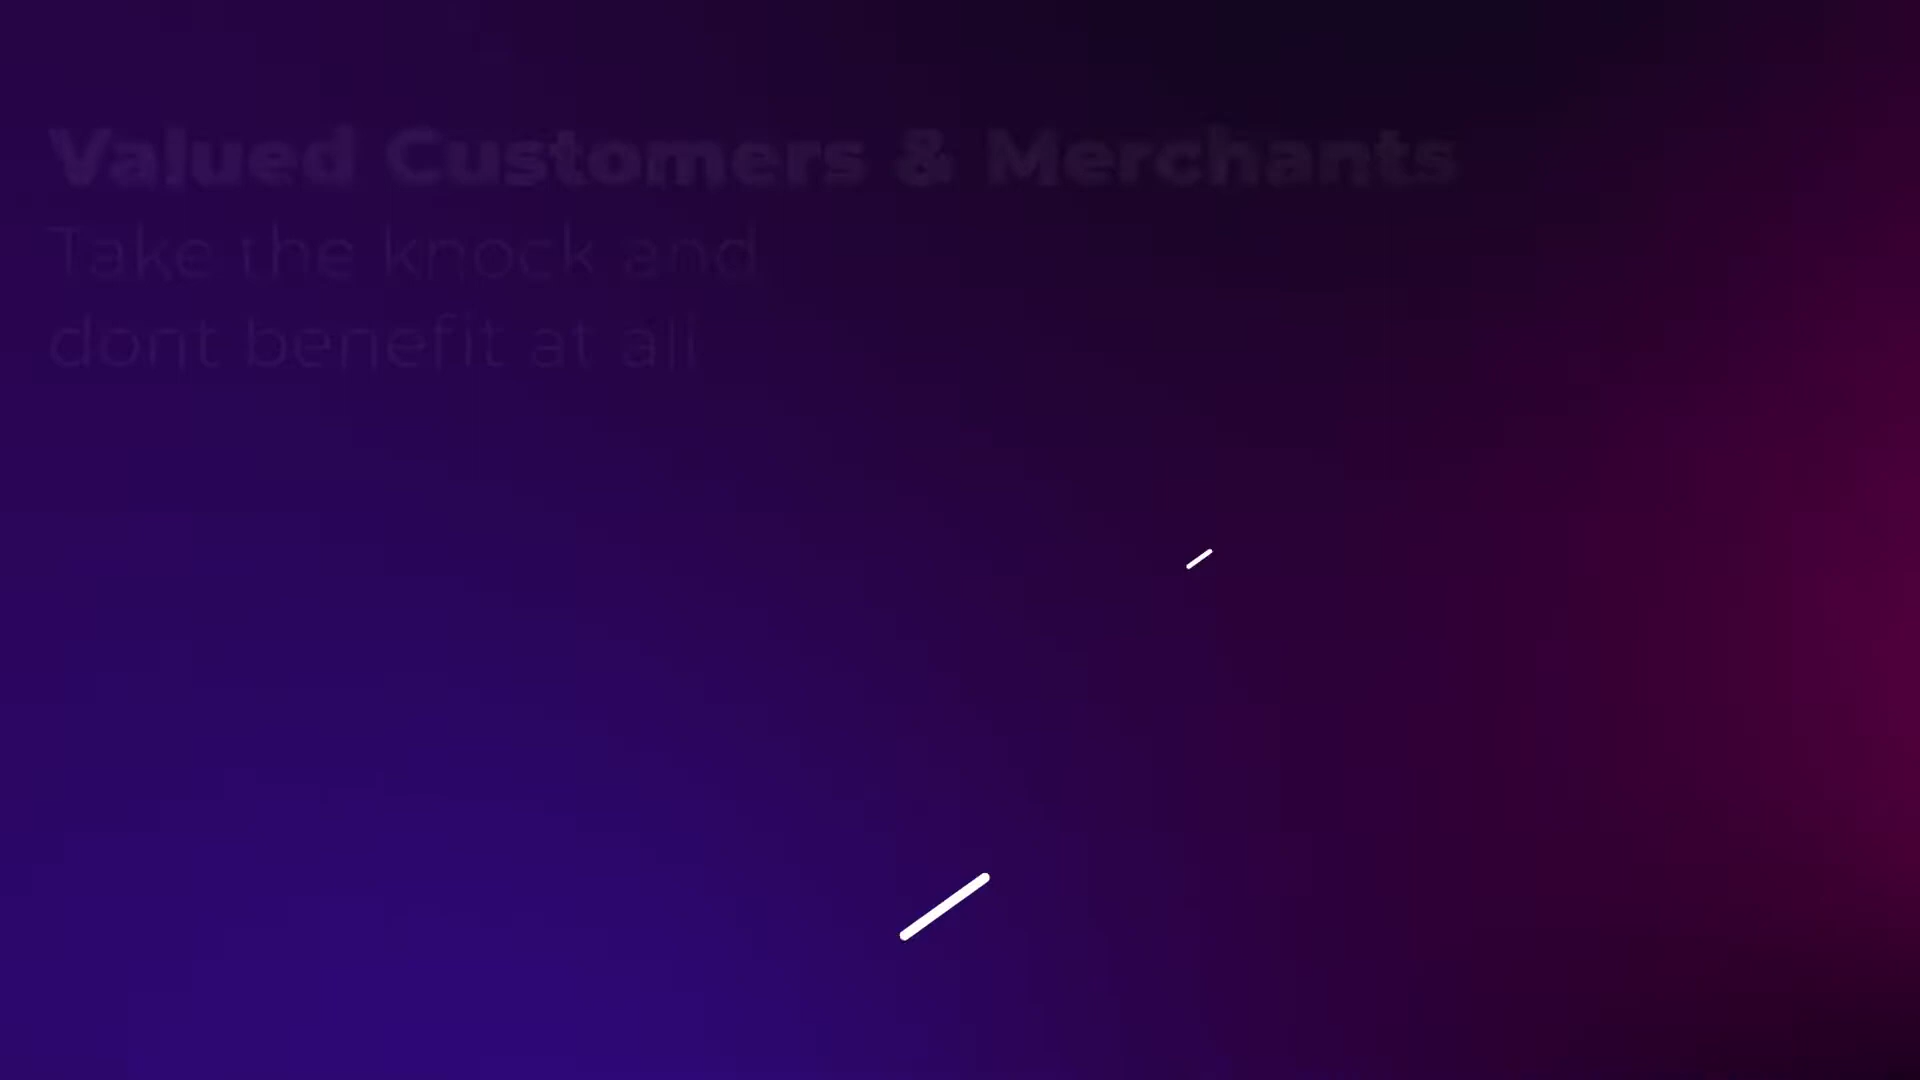 Valued Customers & Merchants
Take the knock and
dont benefit at all